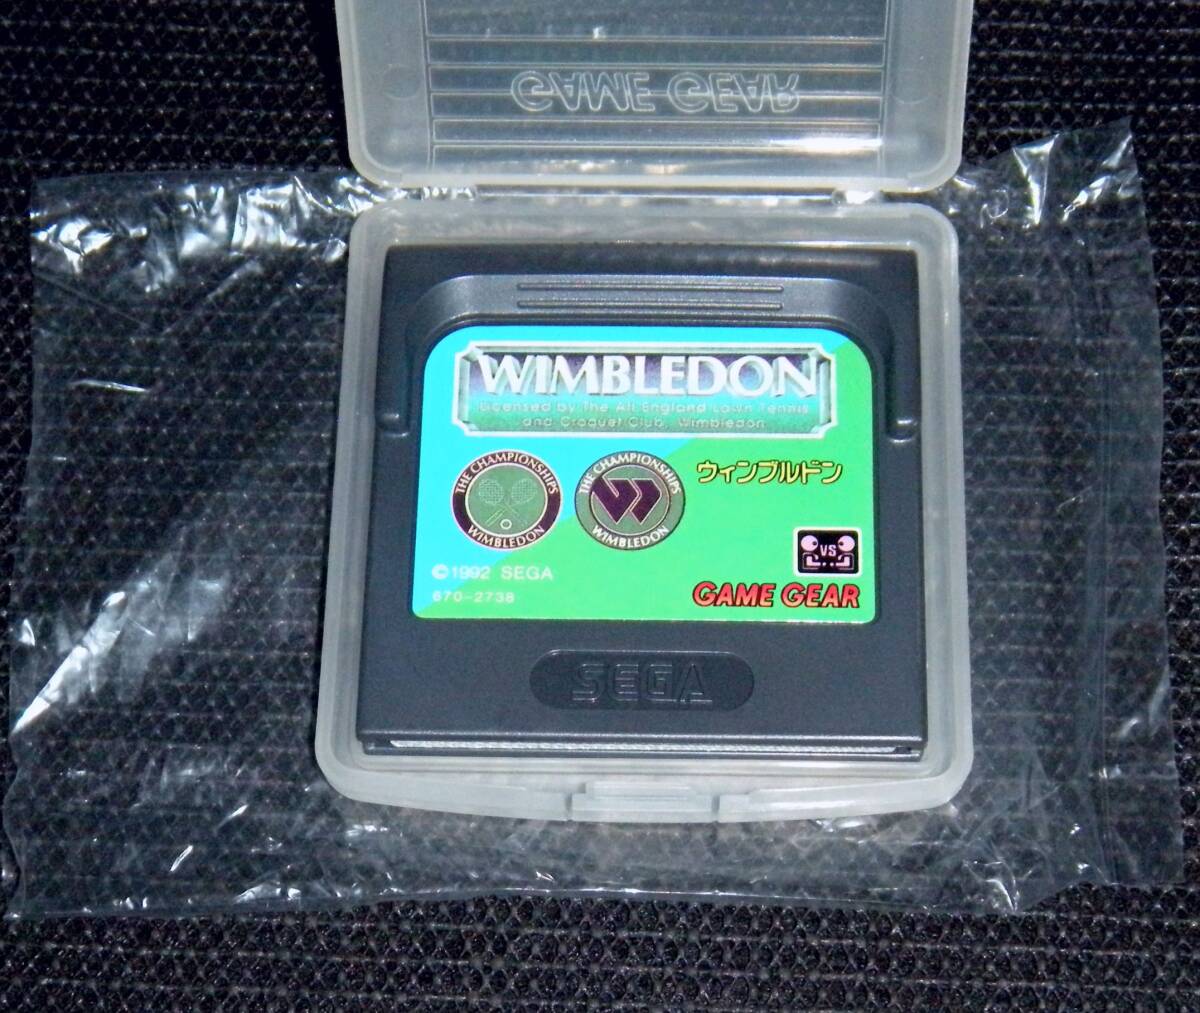 GAME GEAR
WIMBLEDON
Licensed by The All England Lawn Tennis
and Croquet Club, Wimbledon
THE CHAMPIONSHIPS
WIMBLEDON
THE CHAMPIONSHIPS
WIMBLEDON
ウィンブルドン
VS
©1992 SEGA
670-2738
GAME GEAR
SEGA